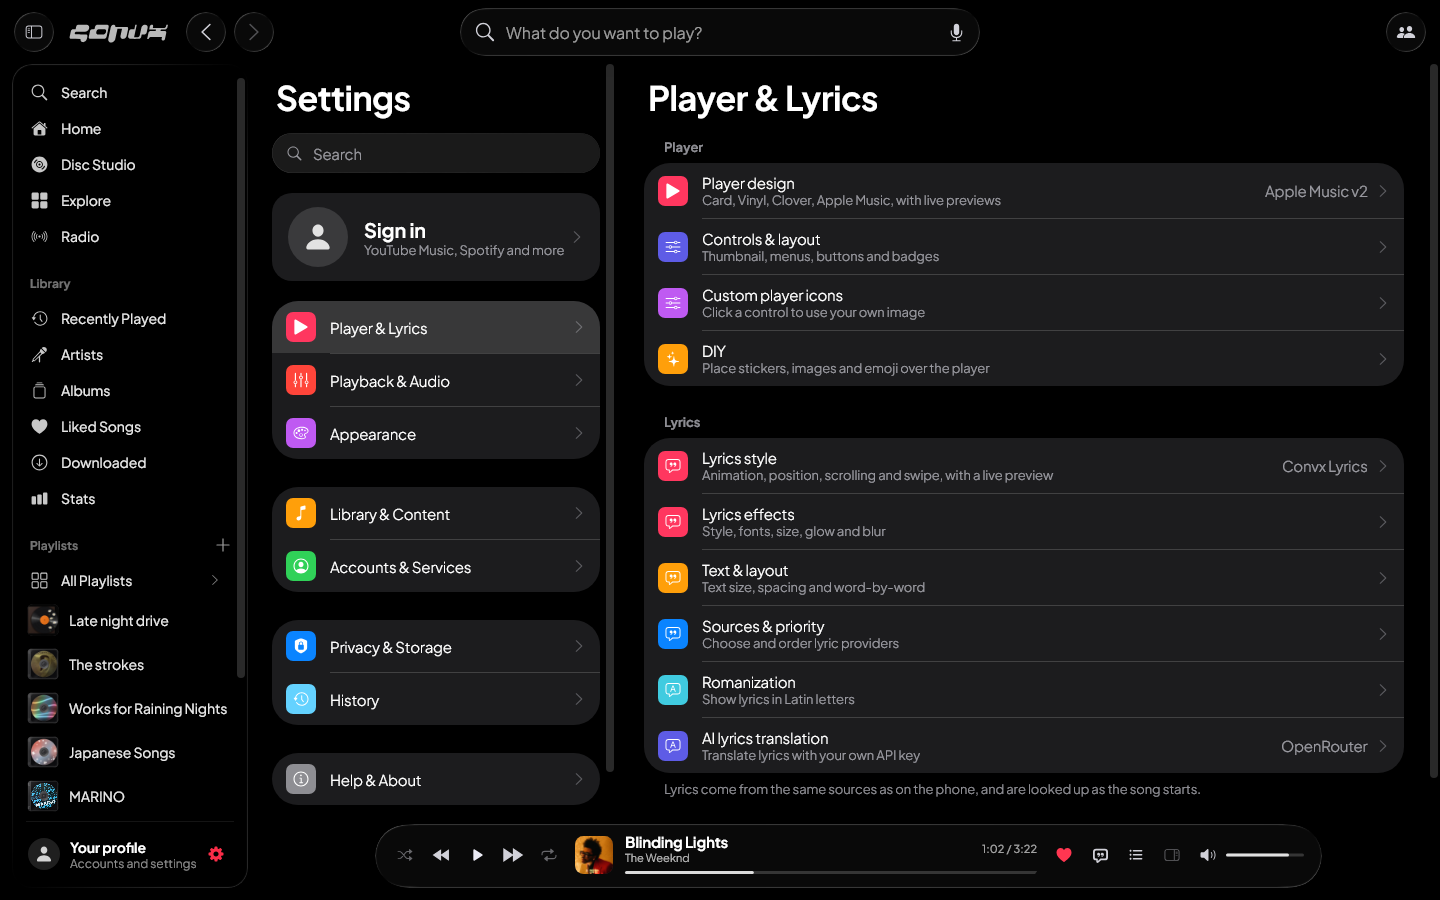 What do you want to play?
Search
Home
Disc Studio
Explore
Radio
Library
Recently Played
Artists
Albums
Liked Songs
Downloaded
Stats
Playlists
All Playlists
Late night drive
The strokes
Works for Raining Nights
Japanese Songs
MARINO
Your profile
Accounts and settings
Settings
Search
Sign in
YouTube Music, Spotify and more
Player & Lyrics
Playback & Audio
Appearance
Library & Content
Accounts & Services
Privacy & Storage
History
Help & About
Player & Lyrics
Player
Player design
Card, Vinyl, Clover, Apple Music, with live previews
Apple Music v2
Controls & layout
Thumbnail, menus, buttons and badges
Custom player icons
Click a control to use your own image
DIY
Place stickers, images and emoji over the player
Lyrics
Lyrics style
Animation, position, scrolling and swipe, with a live preview
Convx Lyrics
Lyrics effects
Style, fonts, size, glow and blur
Text & layout
Text size, spacing and word-by-word
Sources & priority
Choose and order lyric providers
Romanization
Show lyrics in Latin letters
AI lyrics translation
Translate lyrics with your own API key
OpenRouter
Lyrics come from the same sources as on the phone, and are looked up as the song starts.
Blinding Lights
The Weeknd
1:02 / 3:22